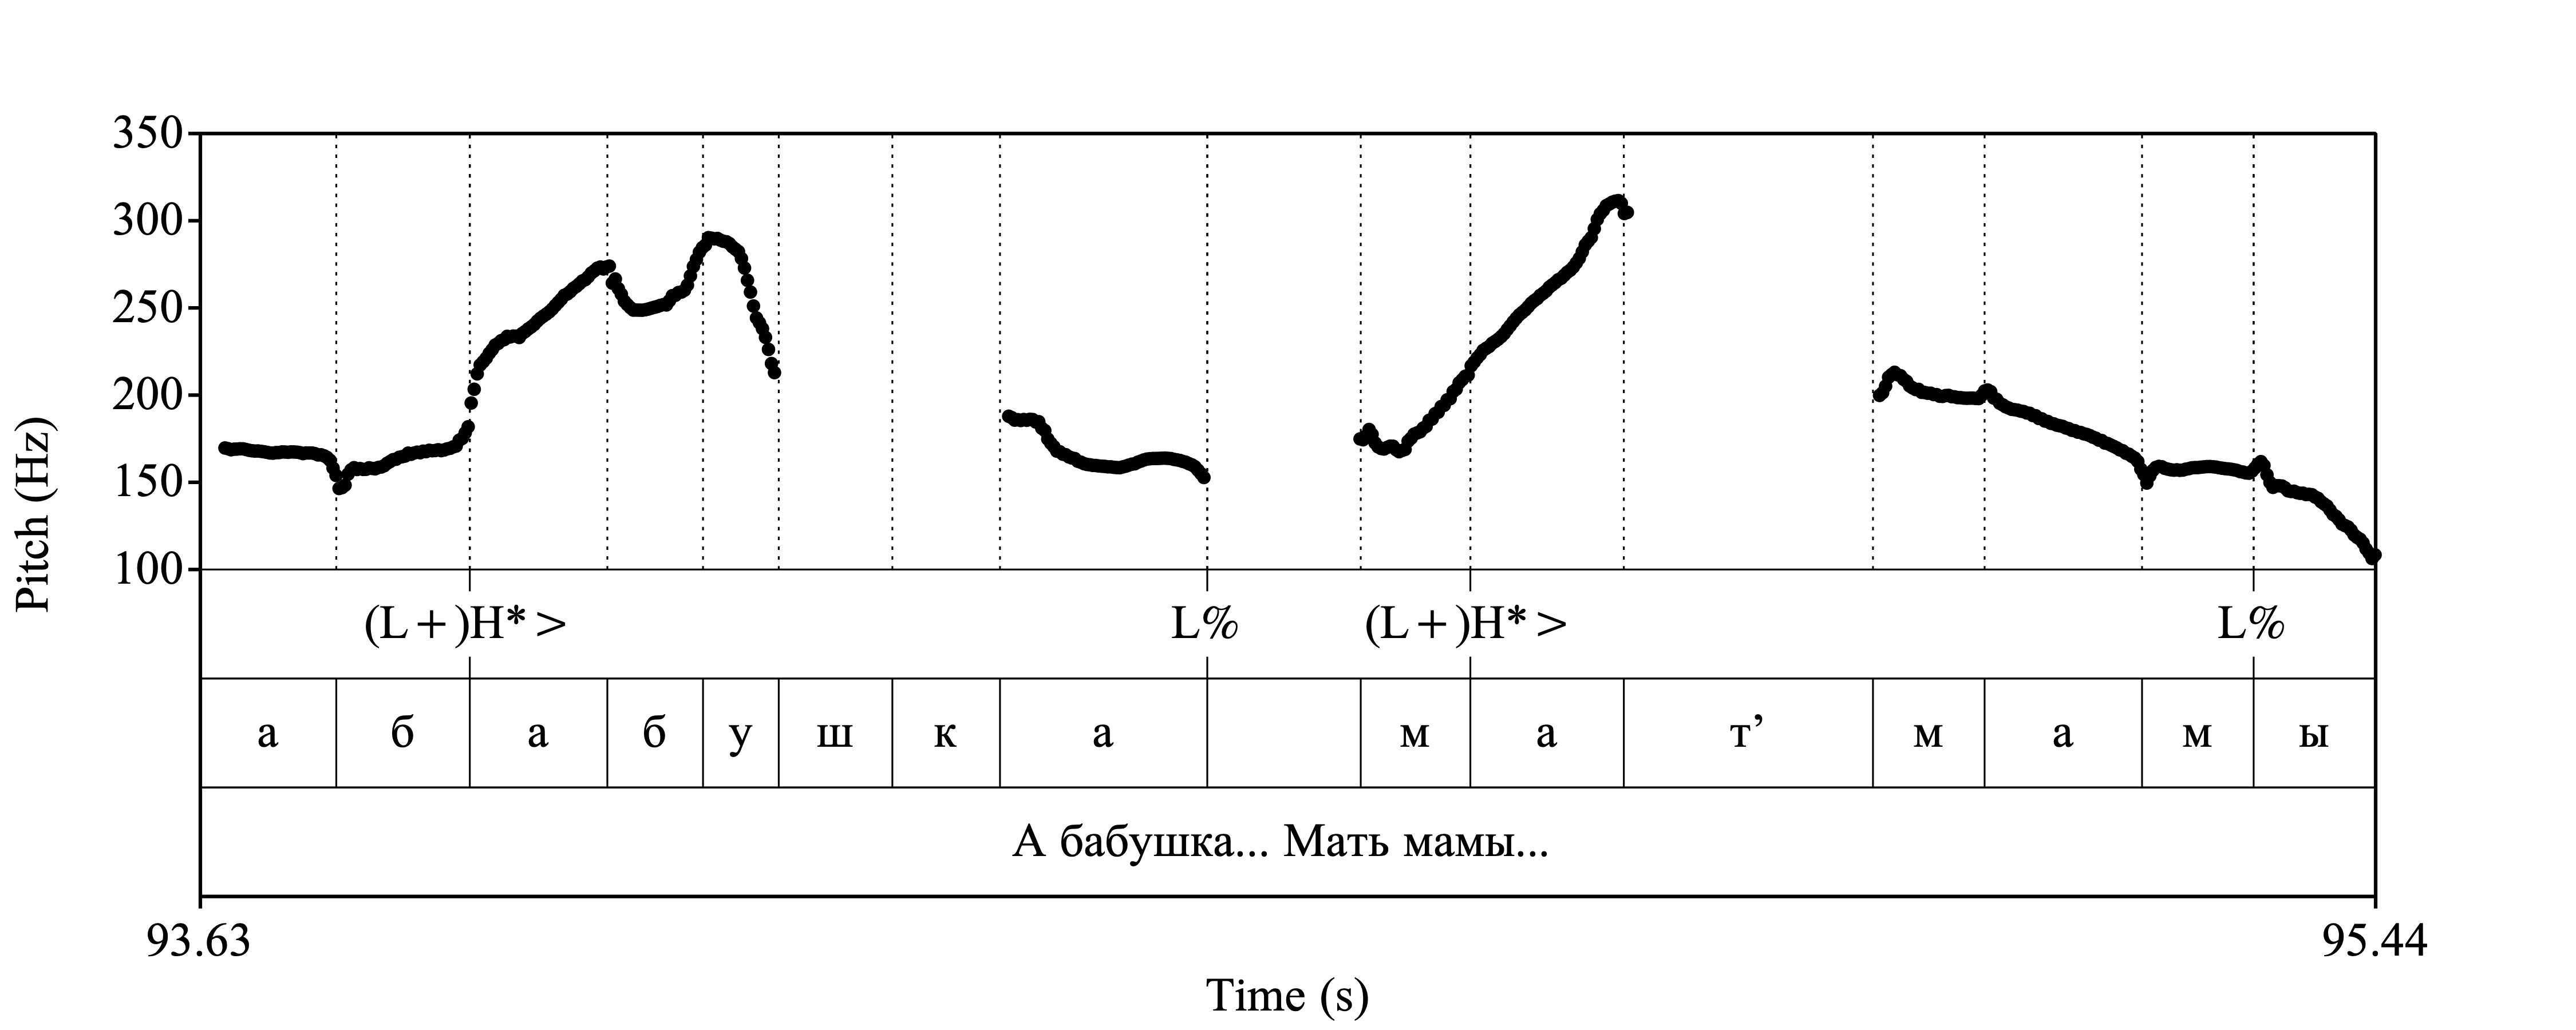 350
300
250
200
150
100
Pitch (Hz)
(L+)H*> L% (L+)H*> L%
а б а б у ш к а м а т’ м а м ы
А бабушка... Мать мамы...
93.63 95.44
Time (s)